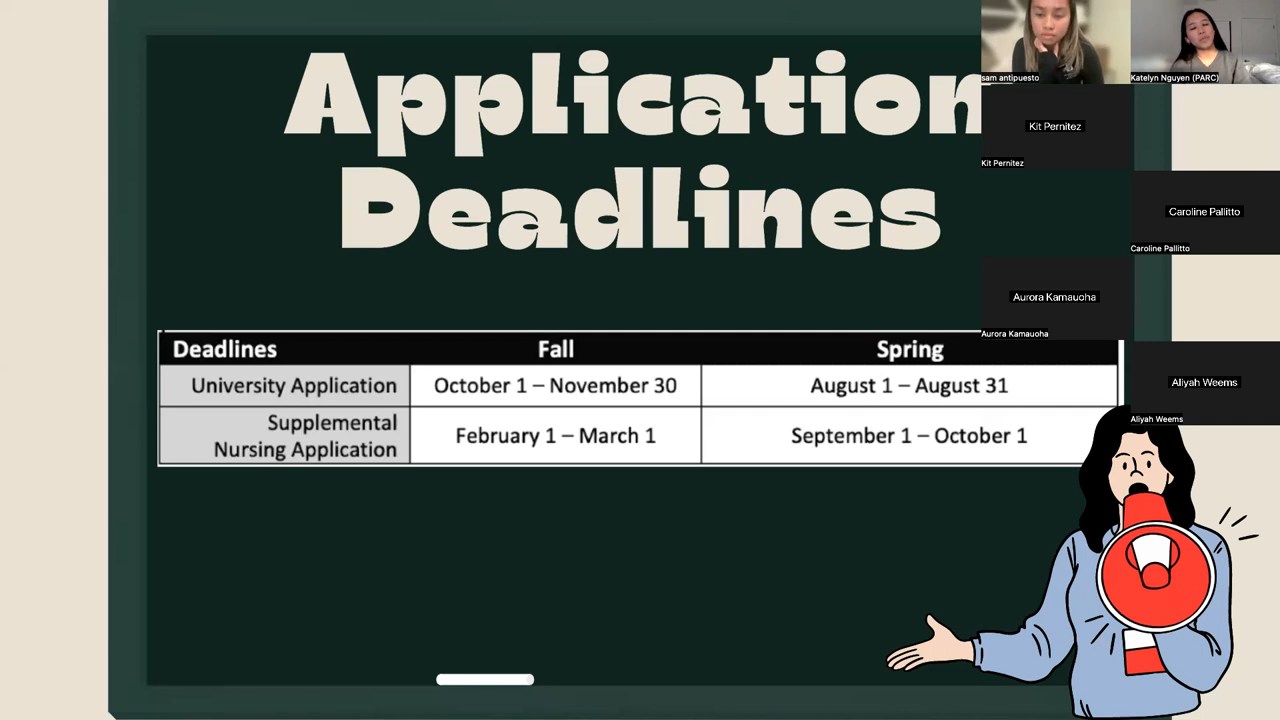 Application
Deadlines
Deadlines Fall Spring
University Application October 1 – November 30 August 1 – August 31
Supplemental
Nursing Application February 1 – March 1 September 1 – October 1
sam antipuesto
Katelyn Nguyen (PARC)
Kit Pernitez
Kit Pernitez
Caroline Pallitto
Caroline Pallitto
Aurora Kamauoha
Aurora Kamauoha
Aliyah Weems
Aliyah Weems